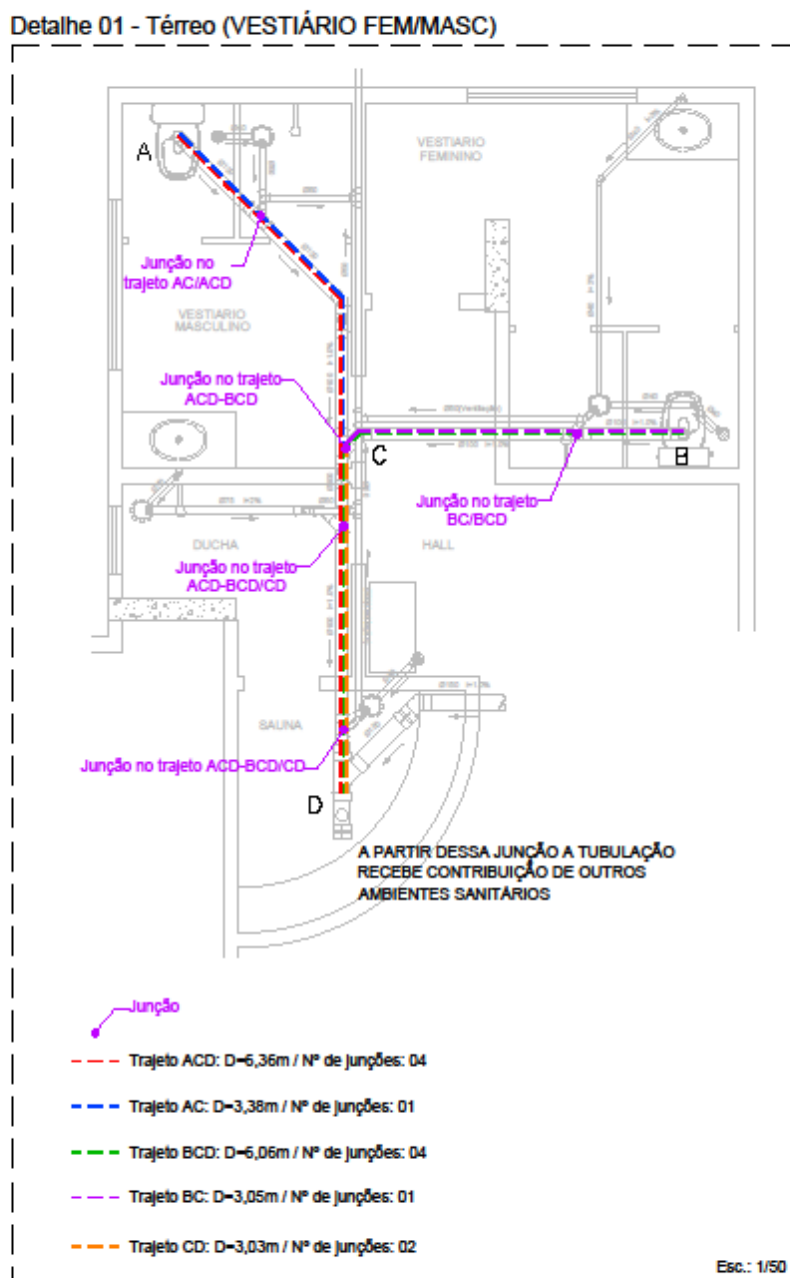 Detalhe 01 - Térreo (VESTIÁRIO FEM/MASC)
A
VESTIARIO
FEMININO
Junção no
trajeto AC/ACD
VESTIARIO
MASCULINO
Junção no trajeto
ACD-BCD
C
B
Junção no trajeto
BC/BCD
DUCHA
HALL
Junção no trajeto
ACD-BCD/CD
SAUNA
Junção no trajeto ACD-BCD/CD
D
A PARTIR DESSA JUNÇÃO A TUBULAÇÃO
RECEBE CONTRIBUIÇÃO DE OUTROS
AMBIENTES SANITÁRIOS
Junção
Trajeto ACD: D=6,36m / Nº de junções: 04
Trajeto AC: D=3,38m / Nº de junções: 01
Trajeto BCD: D=6,06m / Nº de junções: 04
Trajeto BC: D=3,05m / Nº de junções: 01
Trajeto CD: D=3,03m / Nº de junções: 02
Esc.: 1/50